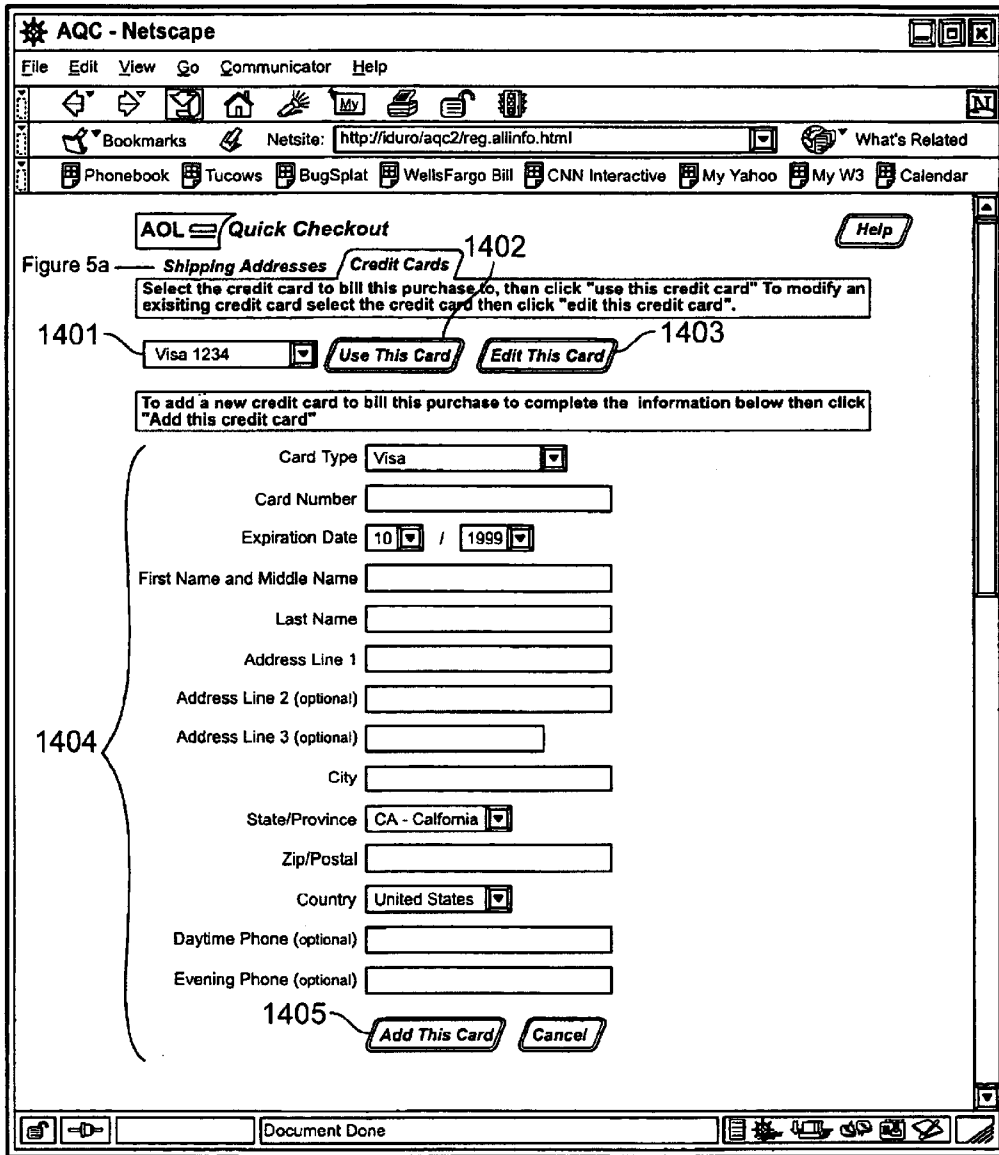 AQC - Netscape
File Edit View Go Communicator Help
My
N
Bookmarks Netsite: http://iduro/aqc2/reg.allinfo.html What's Related
Phonebook Tucows BugSplat WellsFargo Bill CNN Interactive My Yahoo My W3 Calendar
AOL Quick Checkout Help
1402
Figure 5a Shipping Addresses Credit Cards
Select the credit card to bill this purchase to, then click "use this credit card" To modify an
exisiting credit card select the credit card then click "edit this credit card".
1401 1403
Visa 1234 Use This Card Edit This Card
To add a new credit card to bill this purchase to complete the information below then click
"Add this credit card"
Card Type Visa
Card Number
Expiration Date 10 / 1999
First Name and Middle Name
Last Name
Address Line 1
Address Line 2 (optional)
1404 Address Line 3 (optional)
City
State/Province CA - Calfornia
Zip/Postal
Country United States
Daytime Phone (optional)
Evening Phone (optional)
1405 Add This Card Cancel
Document Done